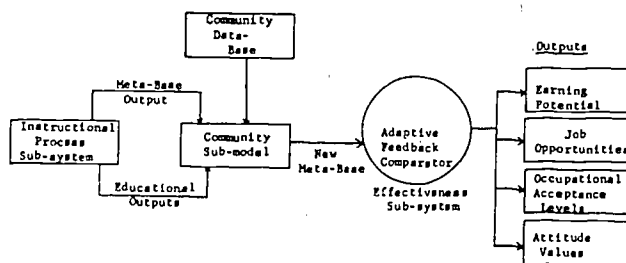 Community
Data-
Base
Outputs
Meta-Base
Output
Earning
Potential
Instructional
Process
Sub-system
Community
Sub-modal
New
Meta-Base
Adaptive
Feedback
Comparator
Effectiveness
Sub-system
Job
Opportunities
Educational
Outputs
Occupational
Acceptance
Levels
Attitude
Values